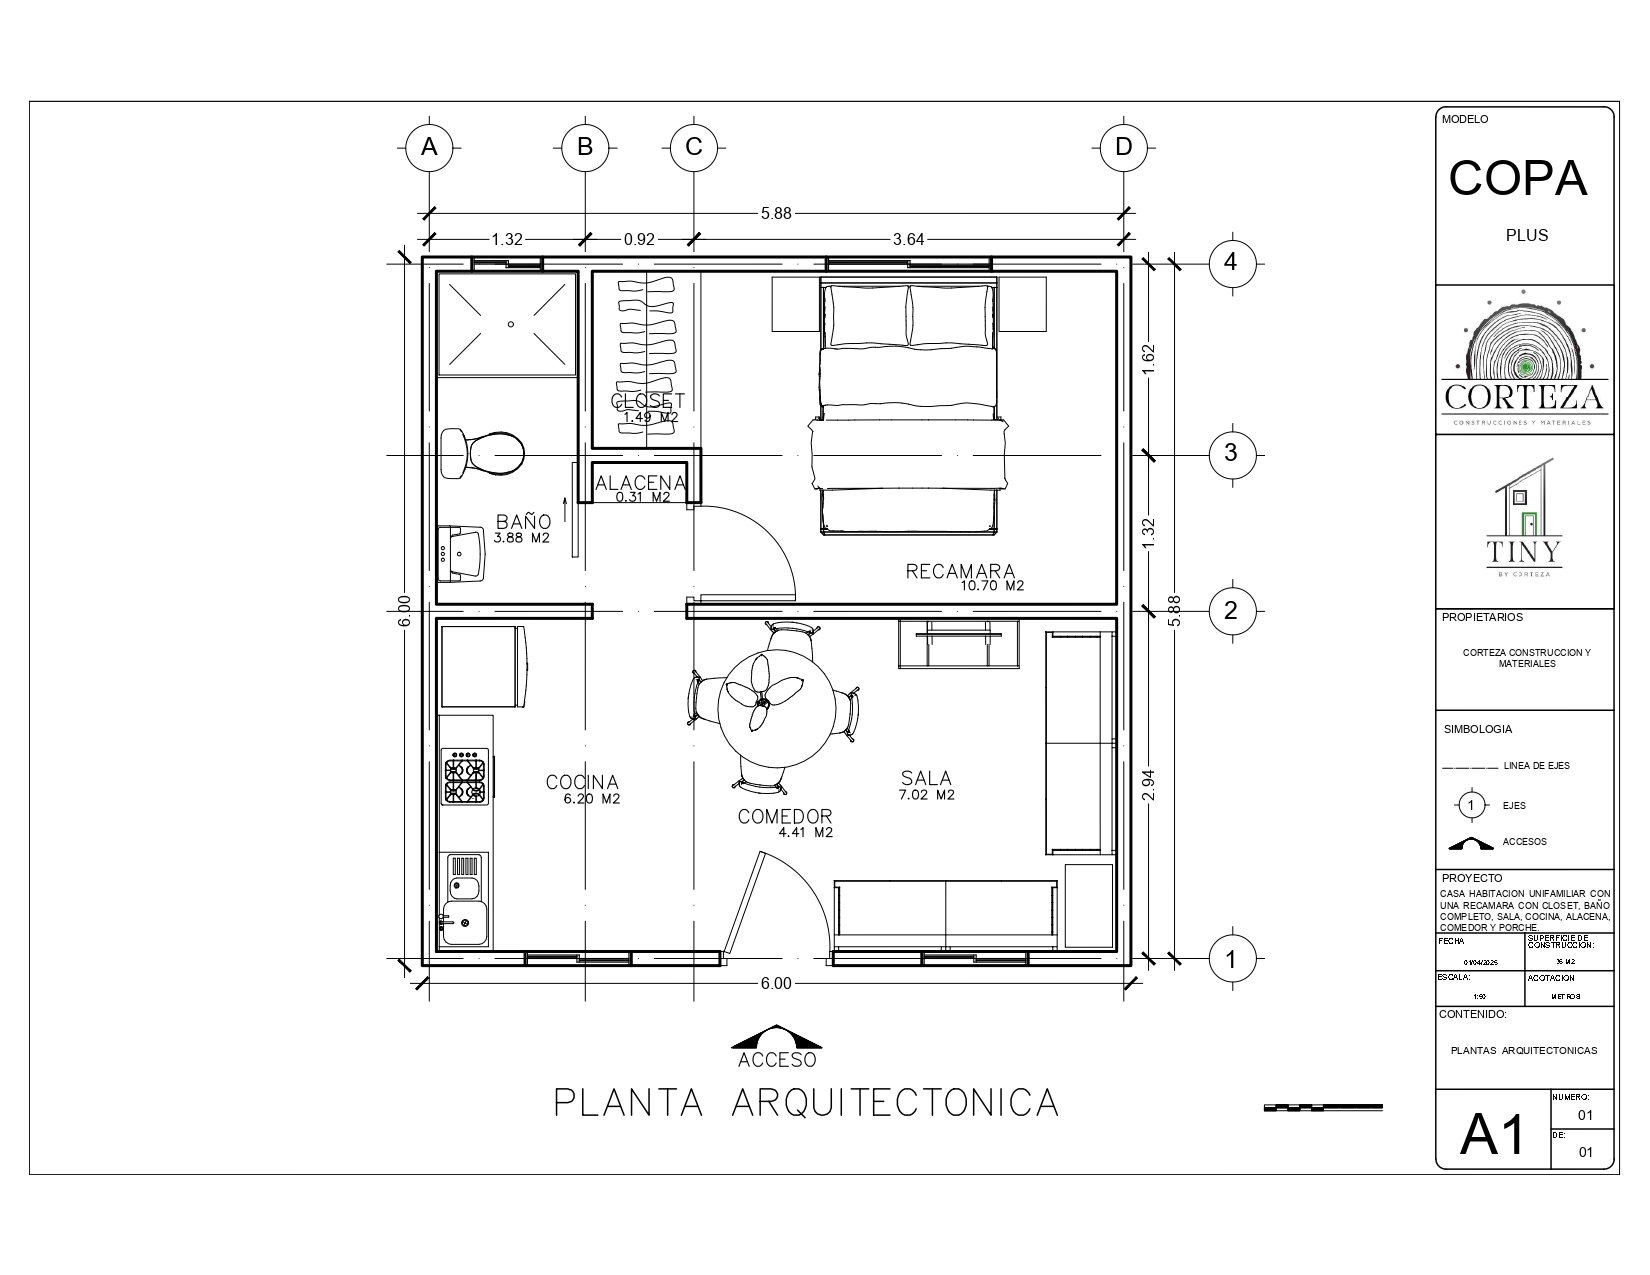 A
B
C
D
5.88
1.32
0.92
3.64
4
3
2
1
1.62
1.32
2.94
5.88
6.00
6.00
CLOSET
1.49 M2
ALACENA
0.31 M2
BAÑO
3.88 M2
RECAMARA
10.70 M2
COCINA
6.20 M2
COMEDOR
4.41 M2
SALA
7.02 M2
ACCESO
PLANTA ARQUITECTONICA
MODELO
COPA
PLUS
CORTEZA
CONSTRUCCIONES Y MATERIALES
TINY
BY CORTEZA
PROPIETARIOS
CORTEZA CONSTRUCCION Y
MATERIALES
SIMBOLOGIA
LINEA DE EJES
1
EJES
ACCESOS
PROYECTO
CASA HABITACION UNIFAMILIAR CON
UNA RECAMARA CON CLOSET, BAÑO
COMPLETO, SALA, COCINA, ALACENA,
COMEDOR Y PORCHE.
FECHA
01/04/2025
SUPERFICIE DE
CONSTRUCCION:
36 M2
ESCALA:
1:50
ACOTACION
METROS
CONTENIDO:
PLANTAS ARQUITECTONICAS
A1
NUMERO:
01
DE:
01